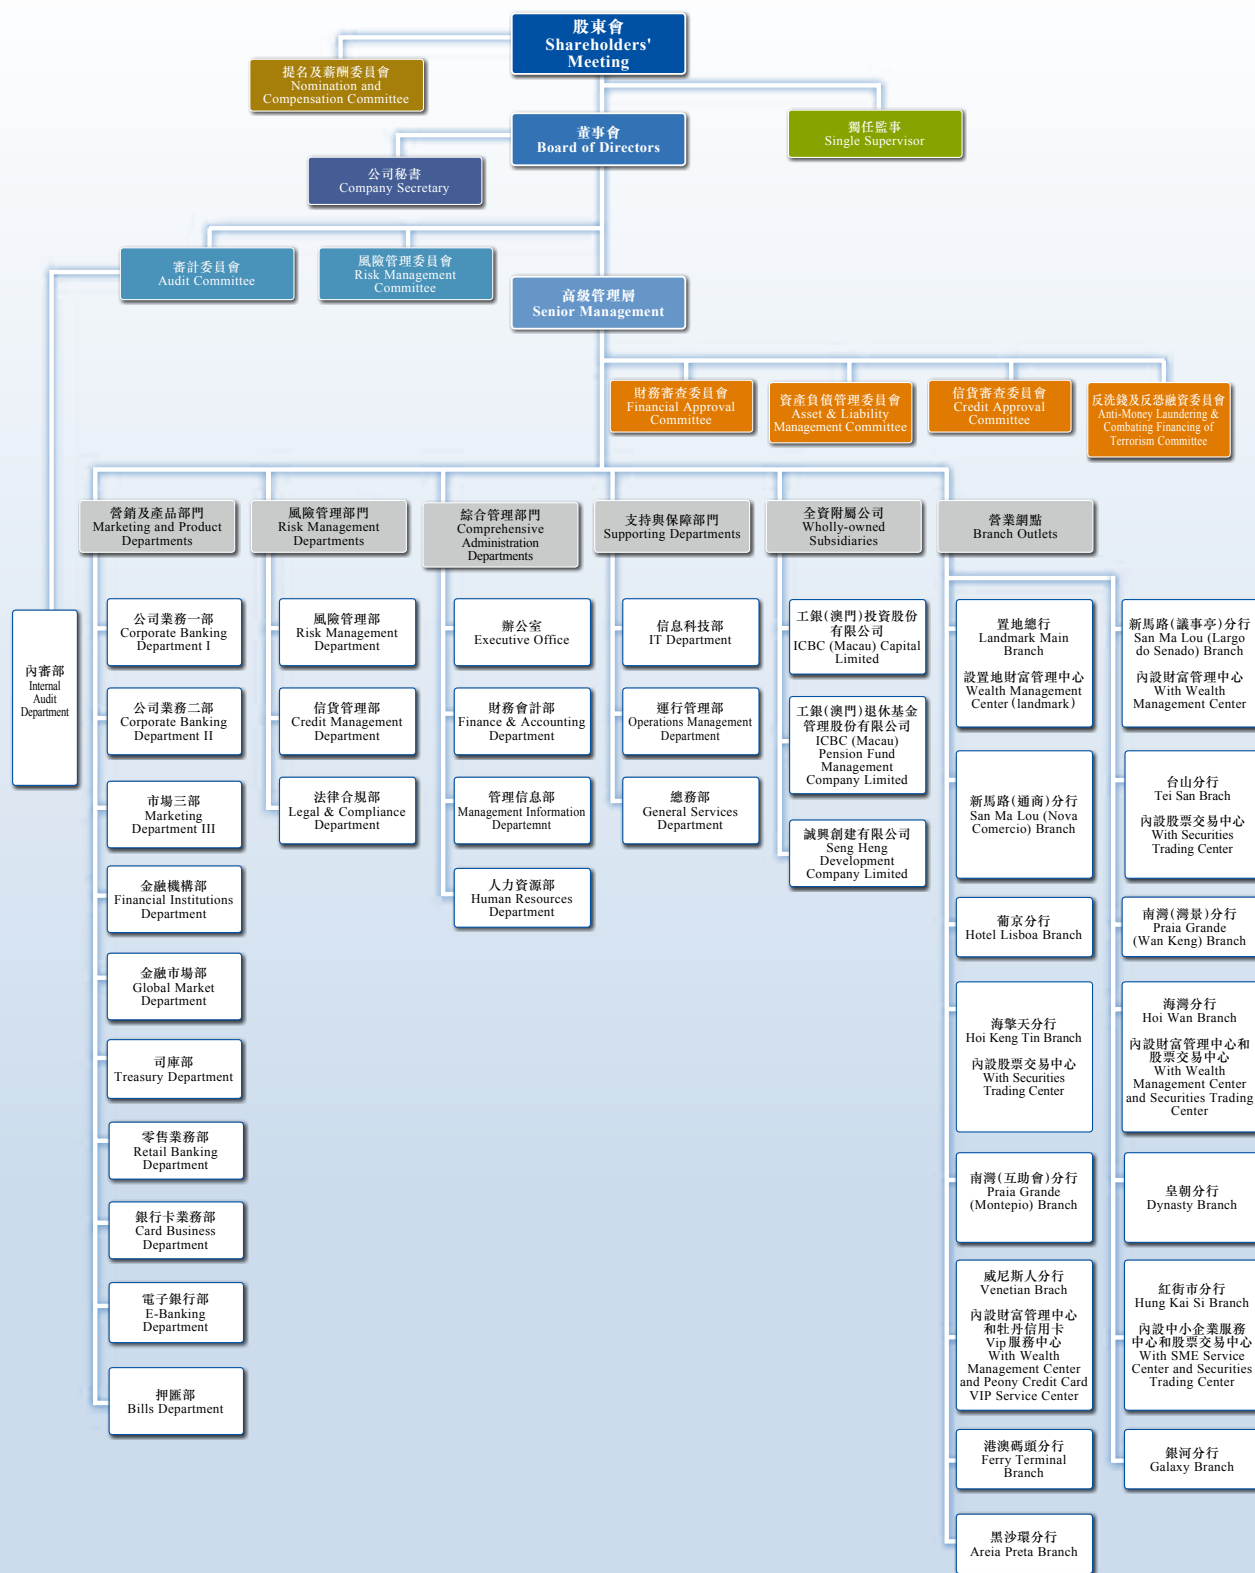 股東會
Shareholders'
Meeting
提名及薪酬委員會
Nomination and
Compensation Committee
董事會
Board of Directors
獨任監事
Single Supervisor
公司秘書
Company Secretary
審計委員會
Audit Committee
風險管理委員會
Risk Management
Committee
高級管理層
Senior Management
財務審查委員會
Financial Approval
Committee
資產負債管理委員會
Asset & Liability
Management Committee
信貸審查委員會
Credit Approval
Committee
反洗錢及反恐融資委員會
Anti-Money Laundering &
Combating Financing of
Terrorism Committee
營銷及產品部門
Marketing and Product
Departments
風險管理部門
Risk Management
Departments
綜合管理部門
Comprehensive
Administration
Departments
支持與保障部門
Supporting Departments
全資附屬公司
Wholly-owned
Subsidiaries
營業網點
Branch Outlets
內審部
Internal
Audit
Department
公司業務一部
Corporate Banking
Department I
公司業務二部
Corporate Banking
Department II
市場三部
Marketing
Department III
金融機構部
Financial Institutions
Department
金融市場部
Global Market
Department
司庫部
Treasury Department
零售業務部
Retail Banking
Department
銀行卡業務部
Card Business
Department
電子銀行部
E-Banking
Department
押匯部
Bills Department
風險管理部
Risk Management
Department
信貸管理部
Credit Management
Department
法律合規部
Legal & Compliance
Department
辦公室
Executive Office
財務會計部
Finance & Accounting
Department
管理信息部
Management Information
Departemnt
人力資源部
Human Resources
Department
信息科技部
IT Department
運行管理部
Operations Management
Department
總務部
General Services
Department
工銀(澳門)投資股份
有限公司
ICBC (Macau) Capital
Limited
工銀(澳門)退休基金
管理股份有限公司
ICBC (Macau)
Pension Fund
Management
Company Limited
誠興創建有限公司
Seng Heng
Development
Company Limited
置地總行
Landmark Main
Branch
設置地財富管理中心
Wealth Management
Center (landmark)
新馬路(通商)分行
San Ma Lou (Nova
Comercio) Branch
葡京分行
Hotel Lisboa Branch
海擎天分行
Hoi Keng Tin Branch
內設股票交易中心
With Securities
Trading Center
南灣(互助會)分行
Praia Grande
(Montepio) Branch
威尼斯人分行
Venetian Brach
內設財富管理中心
和牡丹信用卡
Vip服務中心
With Wealth
Management Center
and Peony Credit Card
VIP Service Center
港澳碼頭分行
Ferry Terminal
Branch
黑沙環分行
Areia Preta Branch
新馬路(議事亭)分行
San Ma Lou (Largo
do Senado) Branch
內設財富管理中心
With Wealth
Management Center
台山分行
Tei San Brach
內設股票交易中心
With Securities
Trading Center
南灣(灣景)分行
Praia Grande
(Wan Keng) Branch
海灣分行
Hoi Wan Branch
內設財富管理中心和
股票交易中心
With Wealth
Management Center
and Securities Trading
Center
皇朝分行
Dynasty Branch
紅街市分行
Hung Kai Si Branch
內設中小企業服務
中心和股票交易中心
With SME Service
Center and Securities
Trading Center
銀河分行
Galaxy Branch